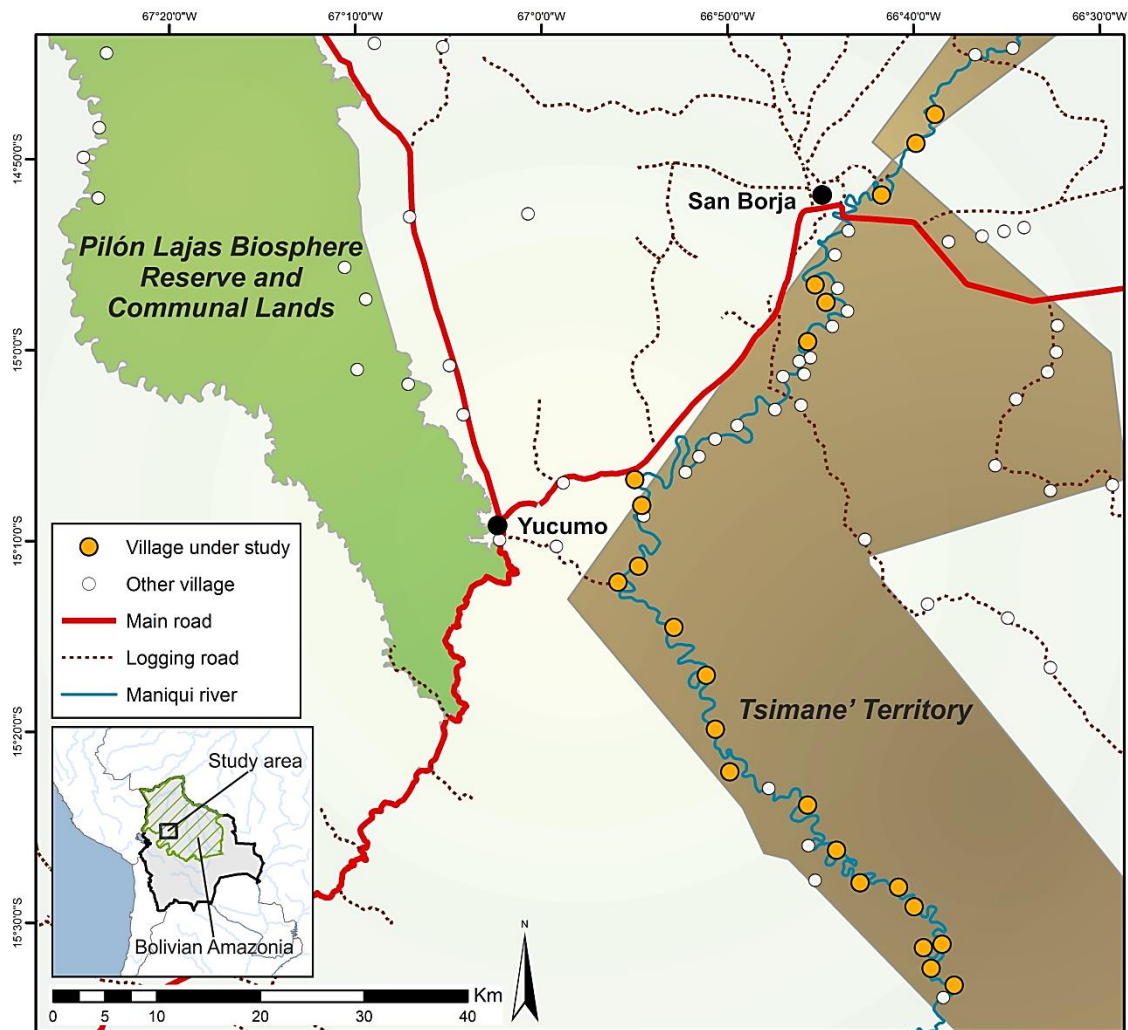 67°20'0"W
67°10'0"W
67°0'0"W
66°50'0"W
66°40'0"W
66°30'0"W
14°50'0"S
15°0'0"S
15°10'0"S
15°20'0"S
15°30'0"S
San Borja
Pilón Lajas Biosphere
Reserve and
Communal Lands
Yucumo
Tsimane' Territory
Village under study
Other village
Main road
Logging road
Maniqui river
Study area
Bolivian Amazonia
N
Km
0 5 10 20 30 40